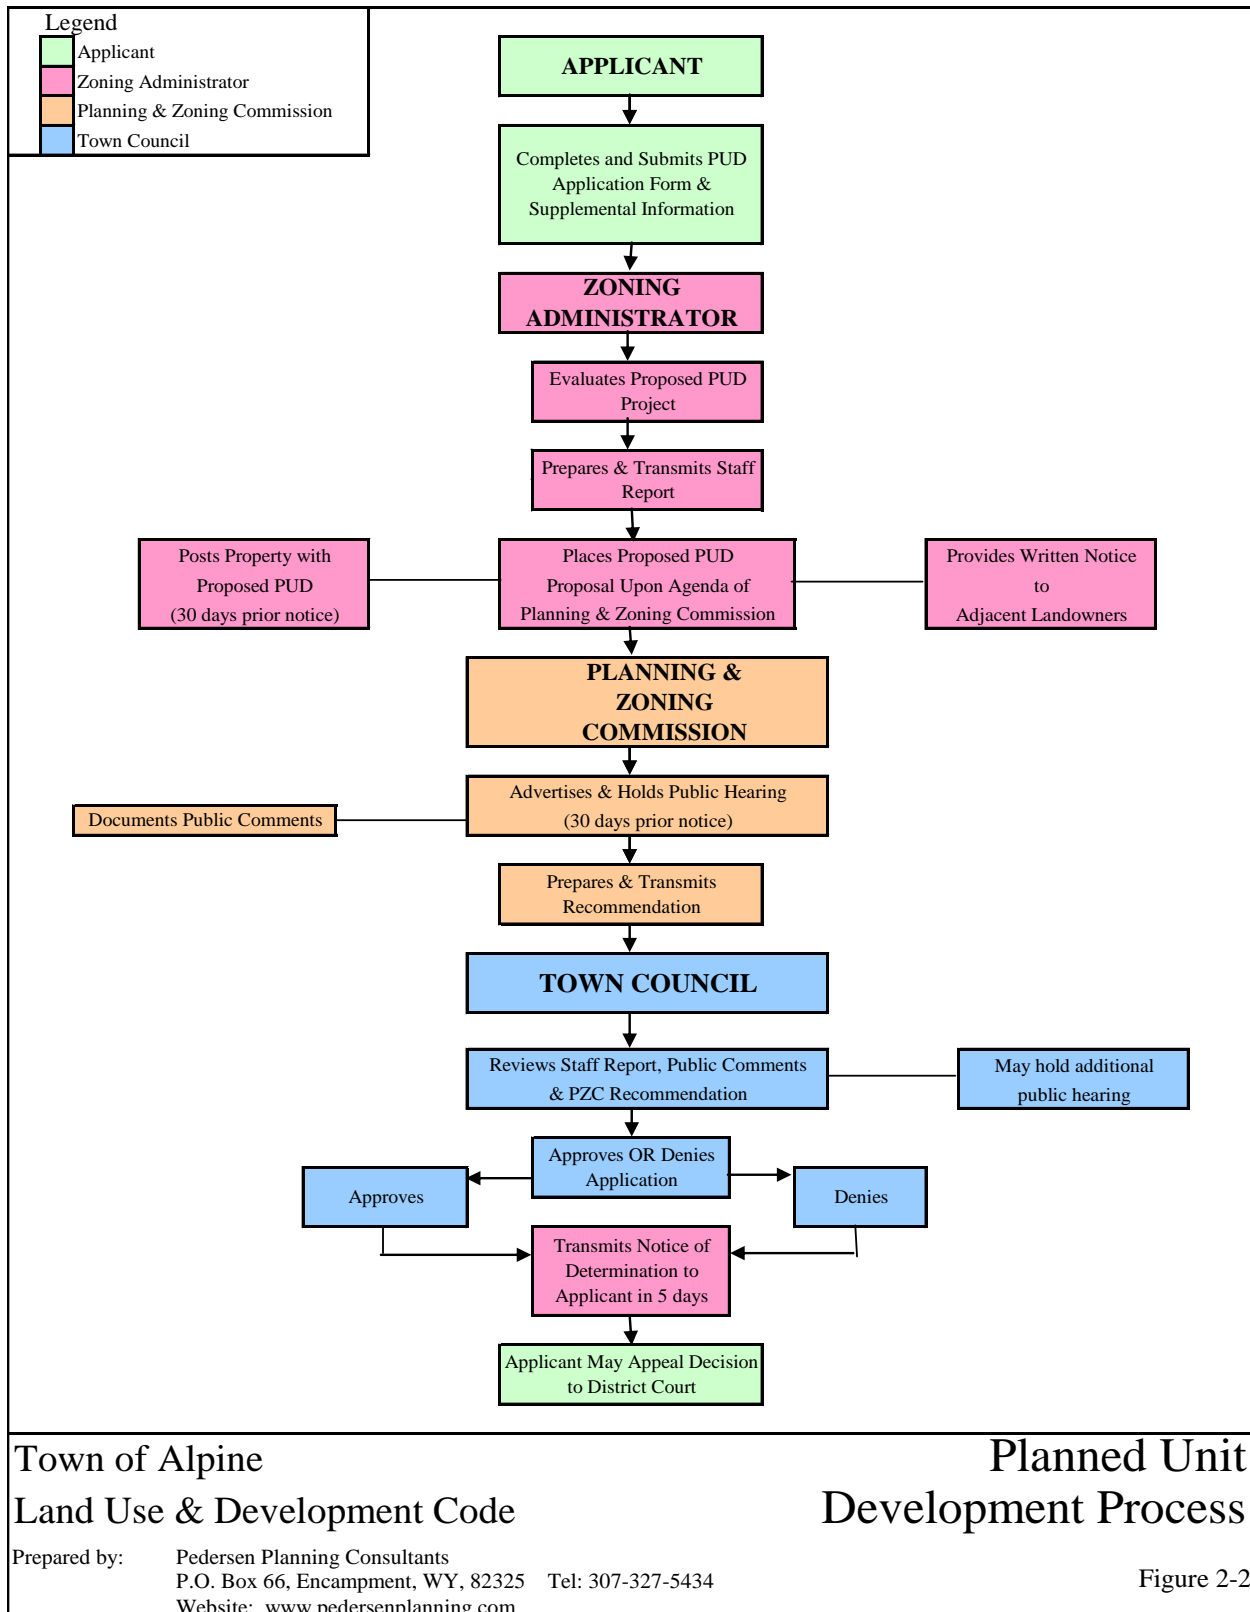 Legend
Applicant
Zoning Administrator
Planning & Zoning Commission
Town Council
APPLICANT
Completes and Submits PUD
Application Form &
Supplemental Information
ZONING
ADMINISTRATOR
Evaluates Proposed PUD
Project
Prepares & Transmits Staff
Report
Posts Property with
Proposed PUD
(30 days prior notice)
Places Proposed PUD
Proposal Upon Agenda of
Planning & Zoning Commission
Provides Written Notice
to
Adjacent Landowners
PLANNING &
ZONING
COMMISSION
Advertises & Holds Public Hearing
(30 days prior notice)
Documents Public Comments
Prepares & Transmits
Recommendation
TOWN COUNCIL
Reviews Staff Report, Public Comments
& PZC Recommendation
May hold additional
public hearing
Approves OR Denies
Application
Approves
Denies
Transmits Notice of
Determination to
Applicant in 5 days
Applicant May Appeal Decision
to District Court
Town of Alpine
Land Use & Development Code
Planned Unit
Development Process
Prepared by: Pedersen Planning Consultants
P.O. Box 66, Encampment, WY, 82325 Tel: 307-327-5434
Website: www.pedersenplanning.com
Figure 2-2